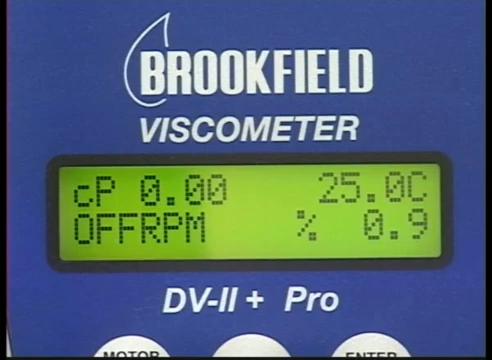 BROOKFIELD
VISCOMETER
cP 0.00 25.0C
OFFRPM % 0.9
DV-II+ Pro
MOTOR ENTER